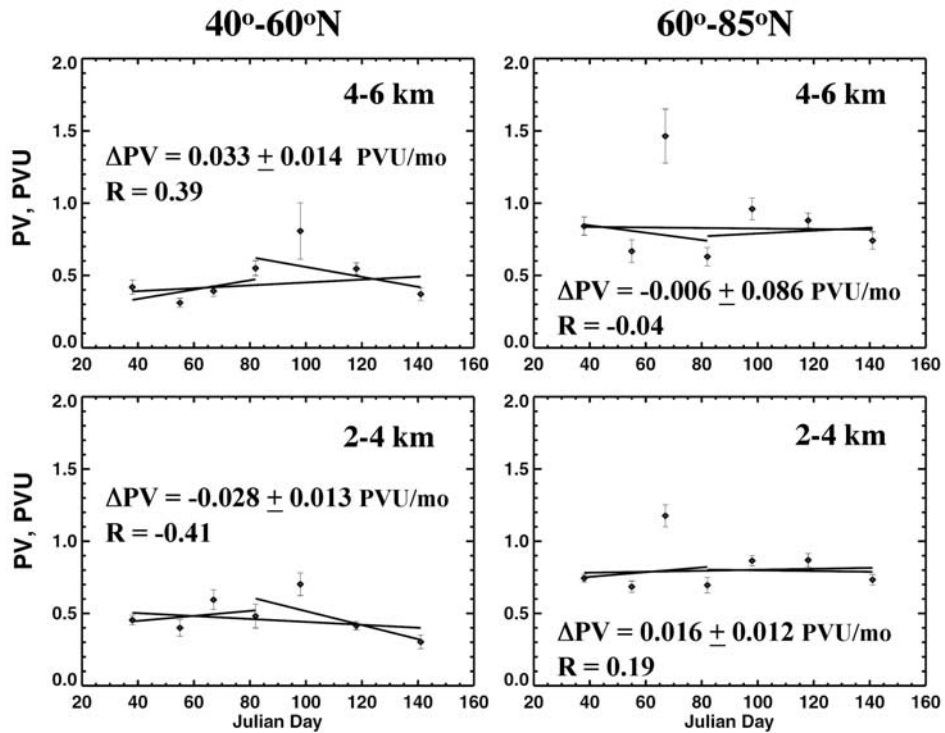 40°-60°N
60°-85°N
2.0
1.5
1.0
0.5
0.0
PV, PVU
4-6 km
ΔPV = 0.033 ± 0.014 PVU/mo
R = 0.39
20 40 60 80 100 120 140 160
2.0
1.5
1.0
0.5
0.0
4-6 km
ΔPV = -0.006 ± 0.086 PVU/mo
R = -0.04
20 40 60 80 100 120 140 160
2.0
1.5
1.0
0.5
0.0
PV, PVU
2-4 km
ΔPV = -0.028 ± 0.013 PVU/mo
R = -0.41
20 40 60 80 100 120 140 160
Julian Day
2.0
1.5
1.0
0.5
0.0
2-4 km
ΔPV = 0.016 ± 0.012 PVU/mo
R = 0.19
20 40 60 80 100 120 140 160
Julian Day